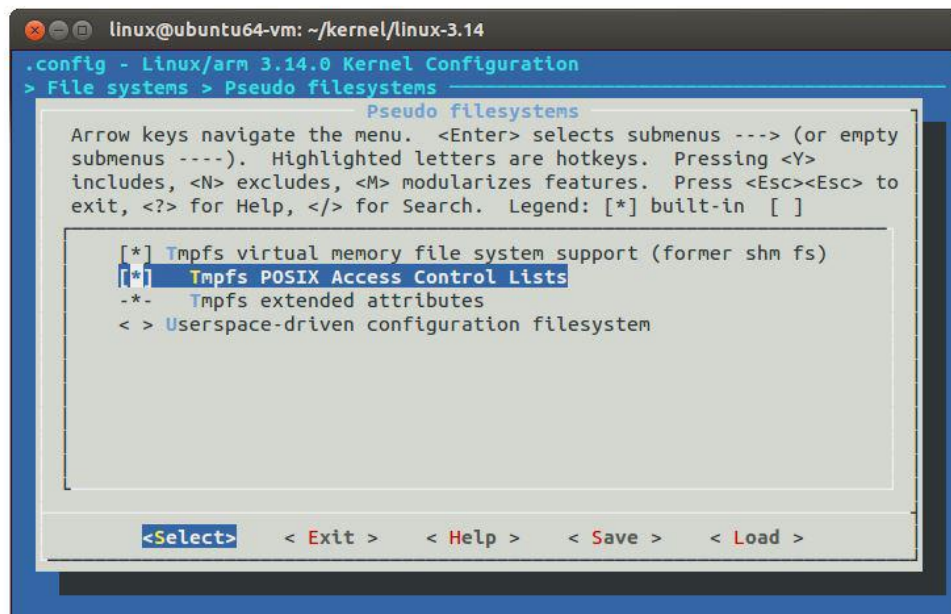 linux@ubuntu64-vm: ~/kernel/linux-3.14
.config - Linux/arm 3.14.0 Kernel Configuration
> File systems > Pseudo filesystems
Pseudo filesystems
Arrow keys navigate the menu.  <Enter> selects submenus ---> (or empty
submenus ----).  Highlighted letters are hotkeys.  Pressing <Y>
includes, <N> excludes, <M> modularizes features.  Press <Esc><Esc> to
exit, <?> for Help, </> for Search.  Legend: [*] built-in  [ ]
[*] Tmpfs virtual memory file system support (former shm fs)
[*]   Tmpfs POSIX Access Control Lists
-*-   Tmpfs extended attributes
< > Userspace-driven configuration filesystem
<Select>    < Exit >    < Help >    < Save >    < Load >